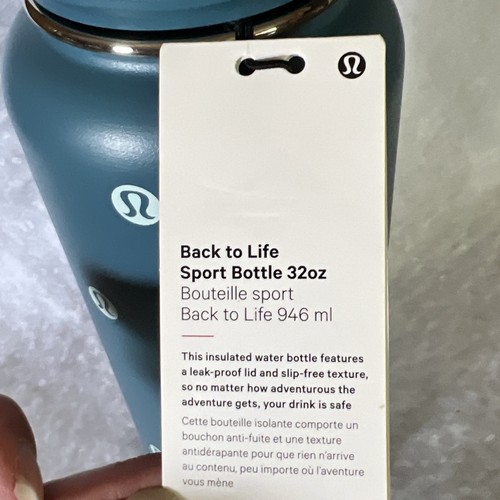 Back to Life
Sport Bottle 32oz
Bouteille sport
Back to Life 946 ml
This insulated water bottle features
a leak-proof lid and slip-free texture,
so no matter how adventurous the
adventure gets, your drink is safe
Cette bouteille isolante comporte un
bouchon anti-fuite et une texture
antidérapante pour que rien n'arrive
au contenu, peu importe où l'aventure
vous mène